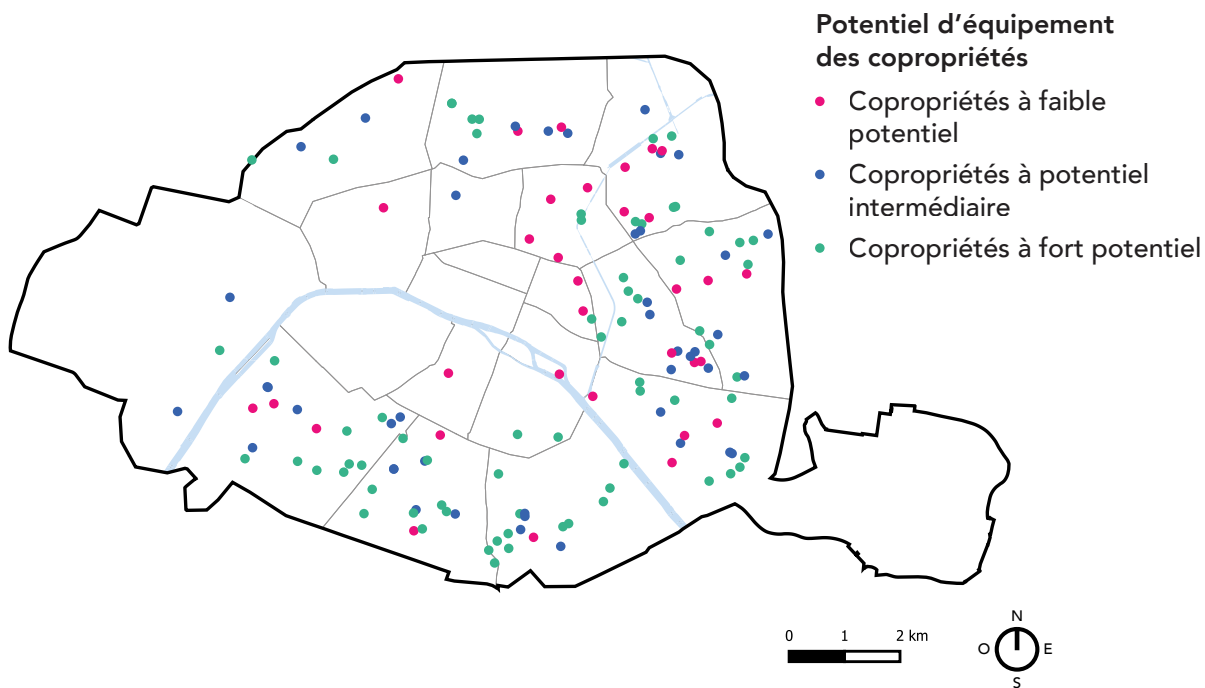 Potentiel d’équipement
des copropriétés
Copropriétés à faible
potentiel
Copropriétés à potentiel
intermédiaire
Copropriétés à fort potentiel
0 1 2 km
N
O E
S